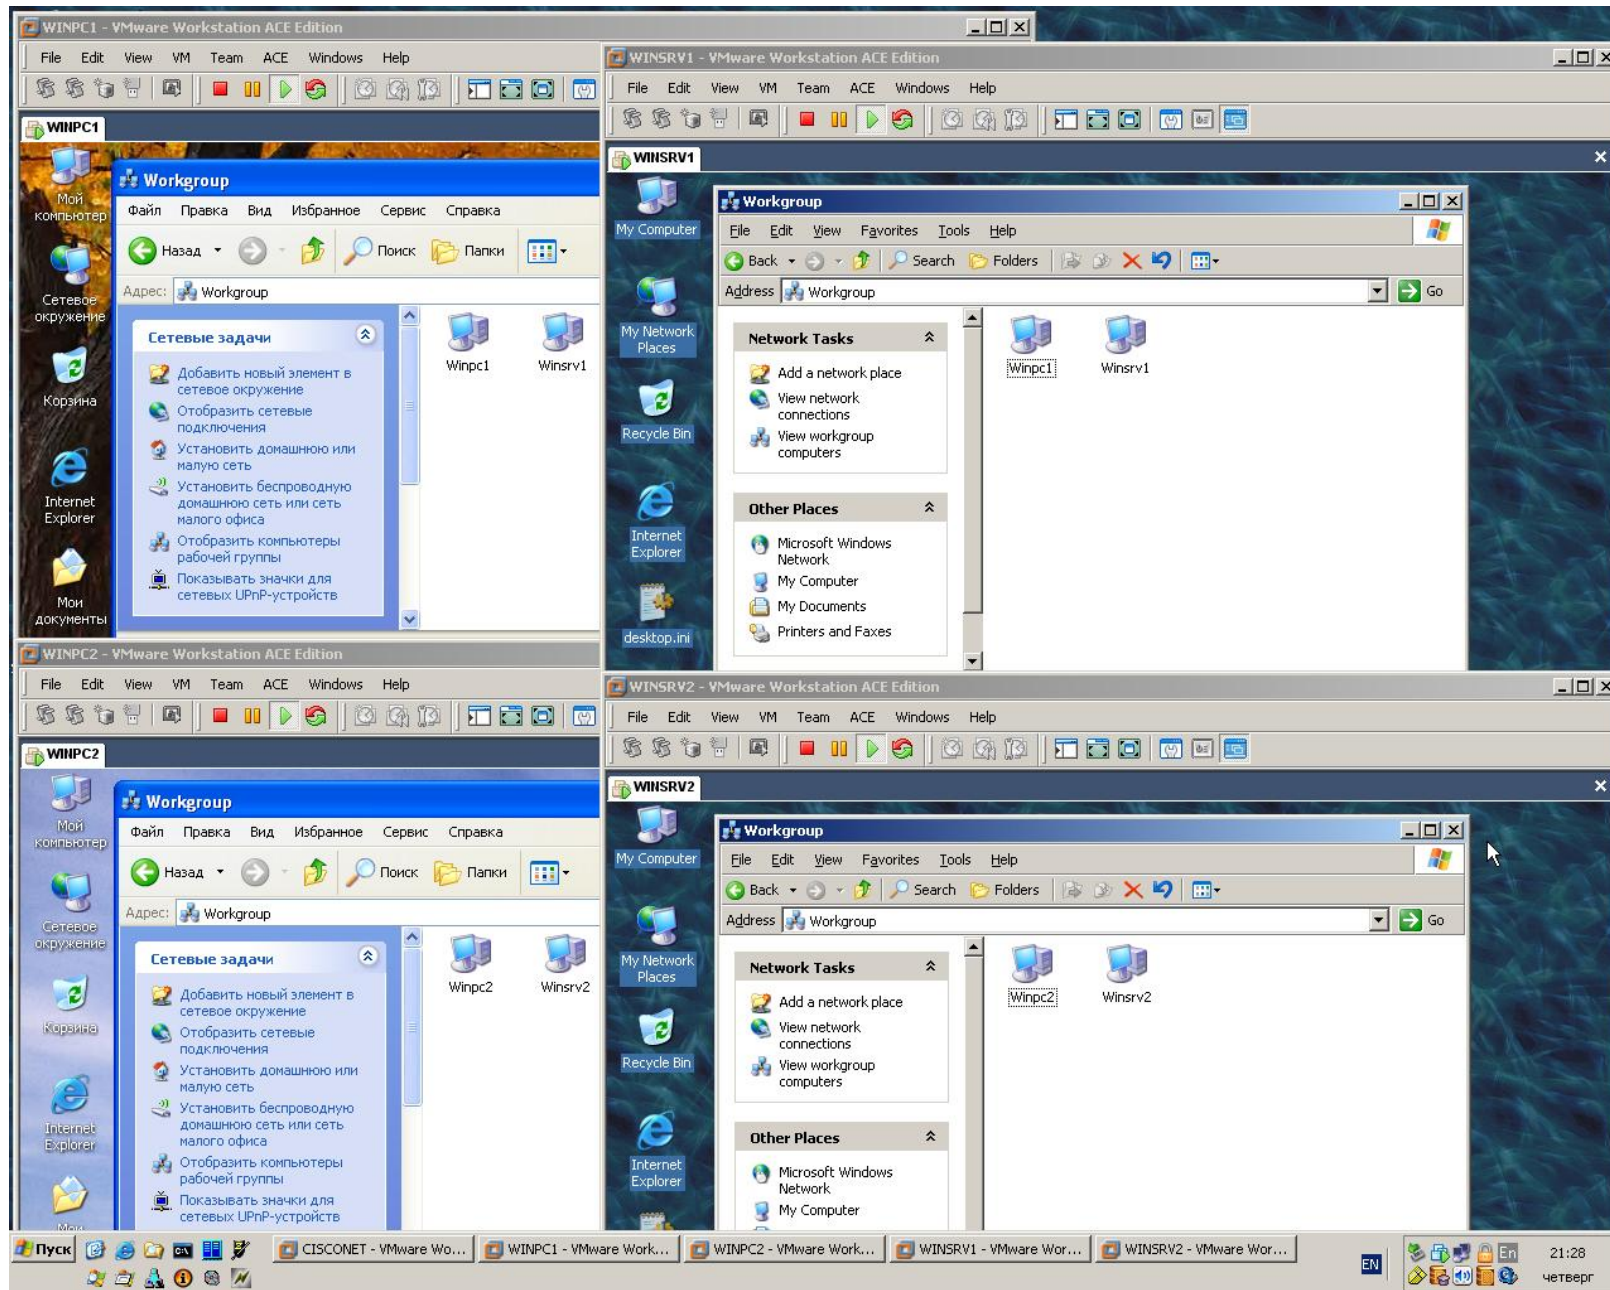 WINPC1 - VMware Workstation ACE Edition
File Edit View VM Team ACE Windows Help
WINPC1
Мой
компьютер
Сетевое
окружение
Корзина
Internet
Explorer
Мои
документы
Workgroup
Файл Правка Вид Избранное Сервис Справка
Назад Поиск Папки
Адрес: Workgroup
Сетевые задачи
Добавить новый элемент в
сетевое окружение
Отобразить сетевые
подключения
Установить домашнюю или
малую сеть
Установить беспроводную
домашнюю сеть или сеть
малого офиса
Отобразить компьютеры
рабочей группы
Показывать значки для
сетевых UPnP-устройств
Winpc1 Winsrv1
WINSRV1 - VMware Workstation ACE Edition
File Edit View VM Team ACE Windows Help
WINSRV1
My Computer
My Network
Places
Recycle Bin
Internet
Explorer
desktop.ini
Workgroup
File Edit View Favorites Tools Help
Back Search Folders
Address Workgroup Go
Network Tasks
Add a network place
View network
connections
View workgroup
computers
Other Places
Microsoft Windows
Network
My Computer
My Documents
Printers and Faxes
Winpc1 Winsrv1
WINPC2 - VMware Workstation ACE Edition
File Edit View VM Team ACE Windows Help
WINPC2
Мой
компьютер
Сетевое
окружение
Корзина
Internet
Explorer
Мои
Workgroup
Файл Правка Вид Избранное Сервис Справка
Назад Поиск Папки
Адрес: Workgroup
Сетевые задачи
Добавить новый элемент в
сетевое окружение
Отобразить сетевые
подключения
Установить домашнюю или
малую сеть
Установить беспроводную
домашнюю сеть или сеть
малого офиса
Отобразить компьютеры
рабочей группы
Показывать значки для
сетевых UPnP-устройств
Winpc2 Winsrv2
WINSRV2 - VMware Workstation ACE Edition
File Edit View VM Team ACE Windows Help
WINSRV2
My Computer
My Network
Places
Recycle Bin
Internet
Explorer
Workgroup
File Edit View Favorites Tools Help
Back Search Folders
Address Workgroup Go
Network Tasks
Add a network place
View network
connections
View workgroup
computers
Other Places
Microsoft Windows
Network
My Computer
Winpc2 Winsrv2
Пуск CISCONET - VMware Wo... WINPC1 - VMware Work... WINPC2 - VMware Work... WINSRV1 - VMware Wor... WINSRV2 - VMware Wor... EN En 21:28
четверг